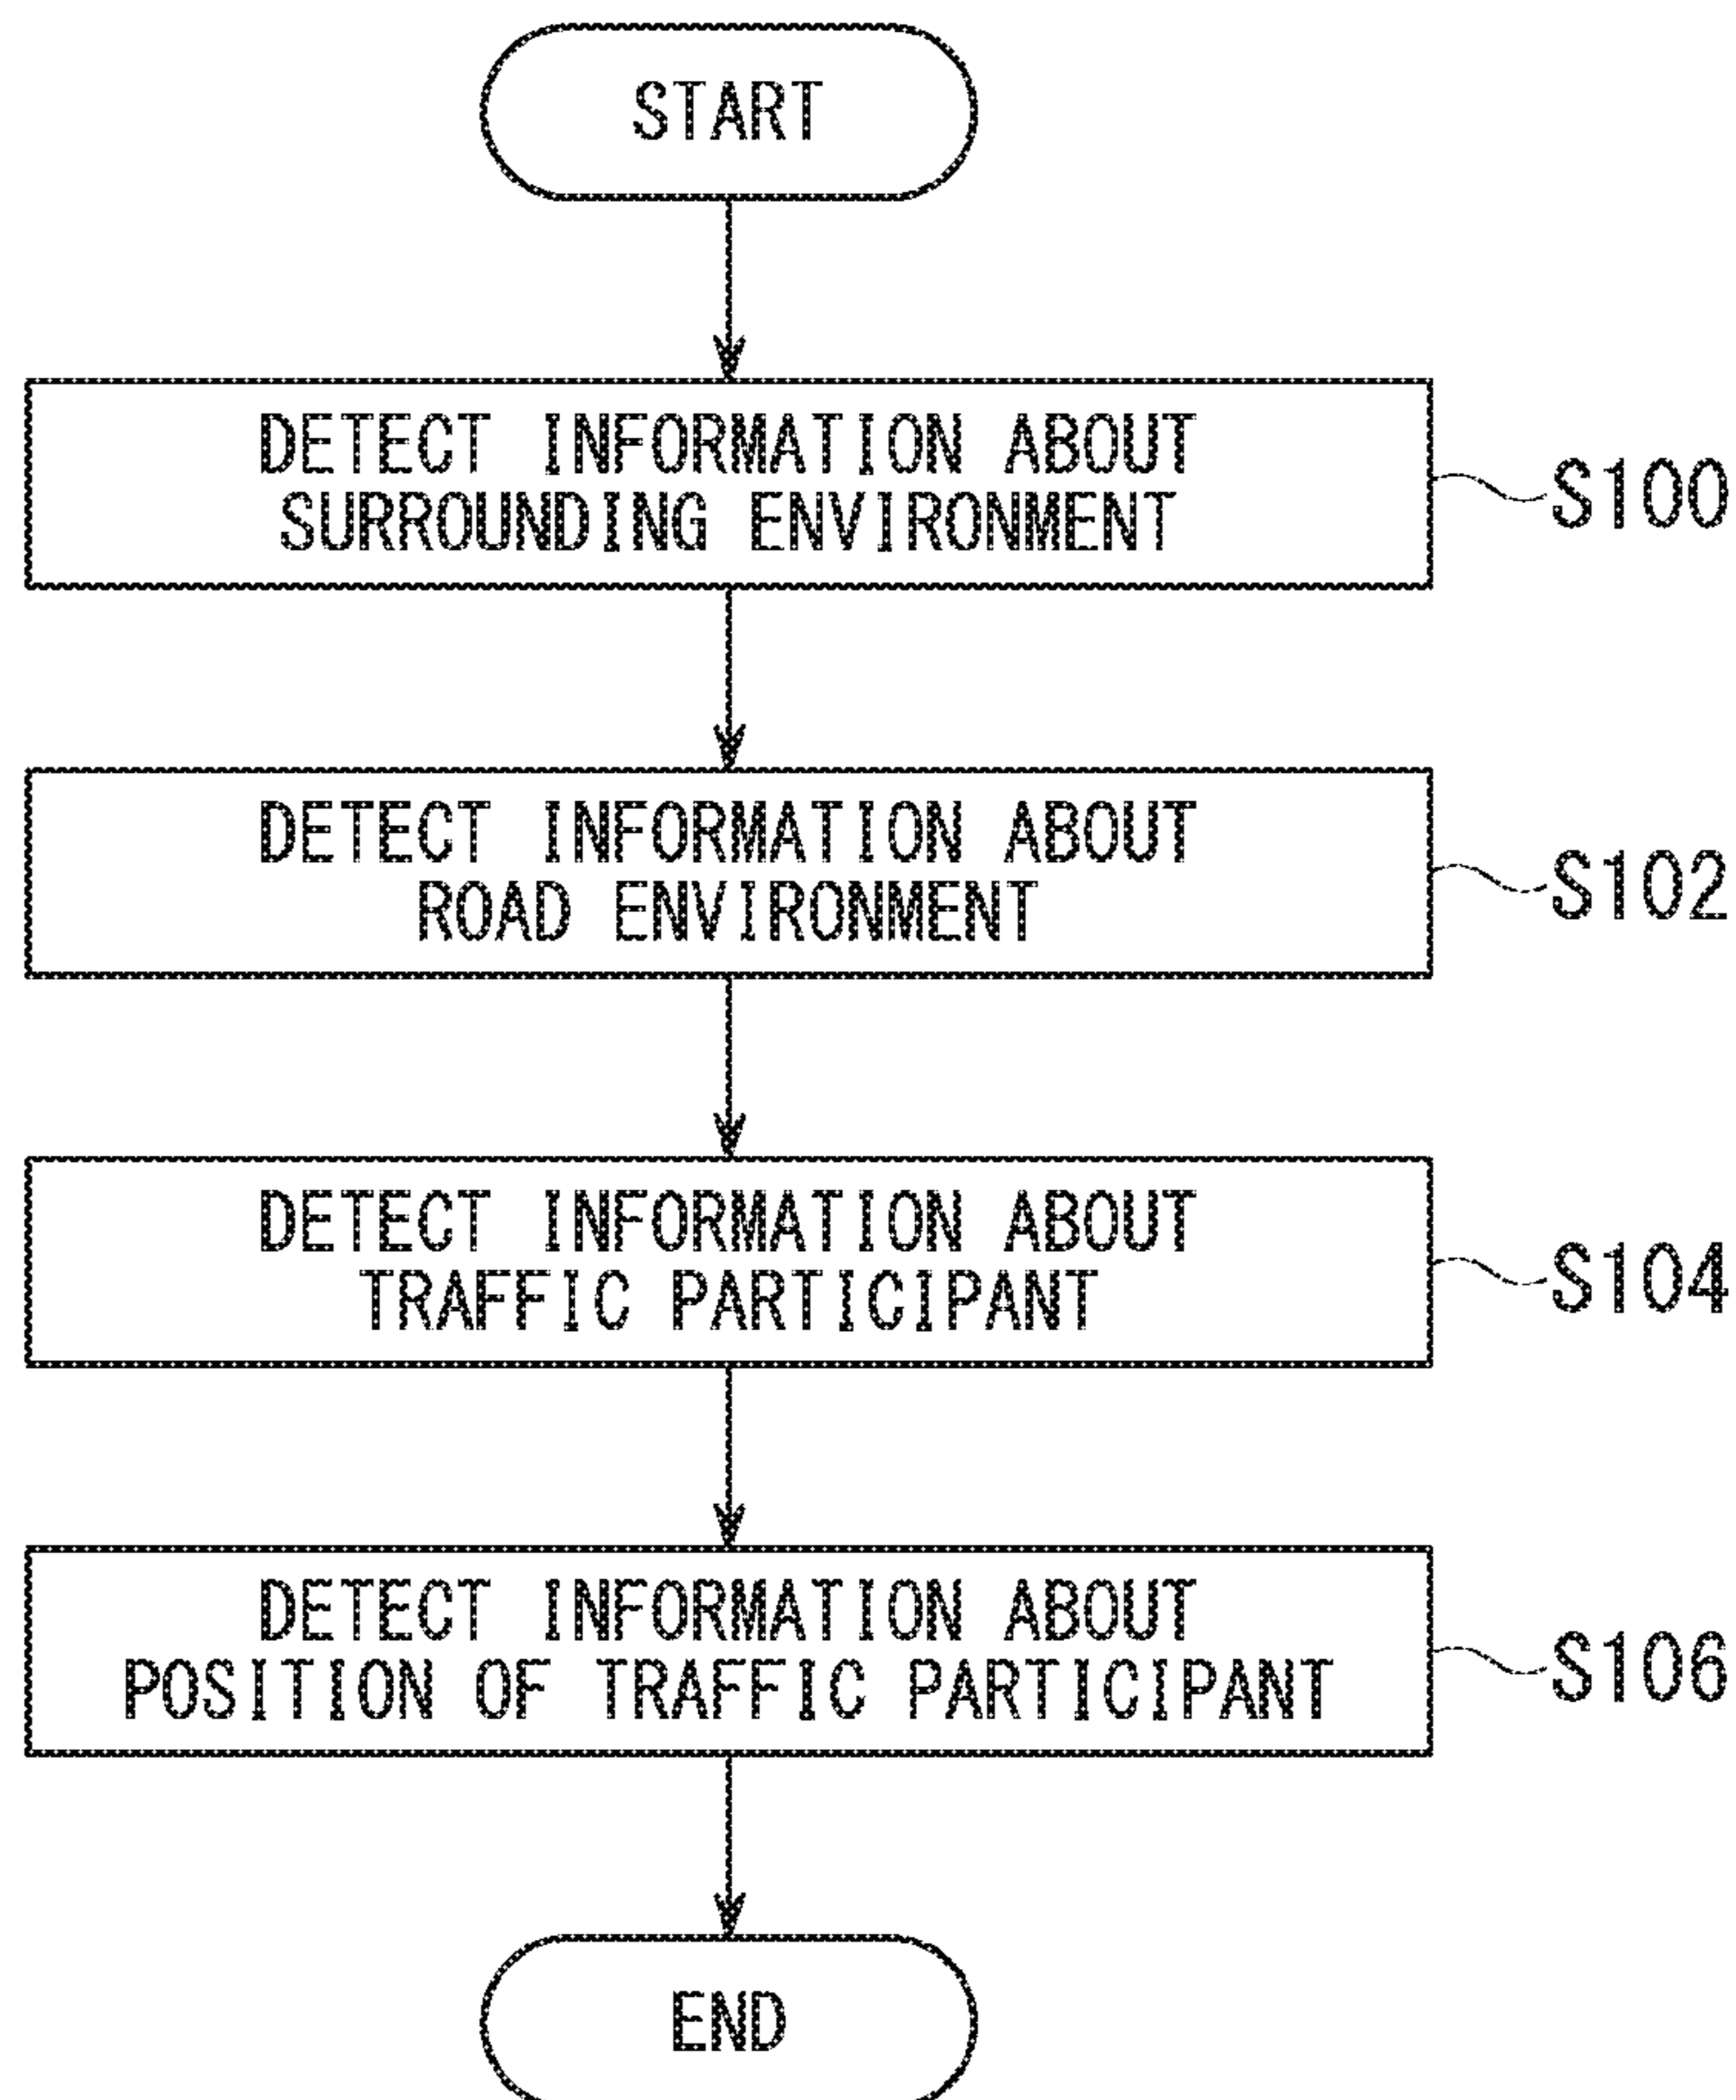 START
DETECT INFORMATION ABOUT
SURROUNDING ENVIRONMENT
S100
DETECT INFORMATION ABOUT
ROAD ENVIRONMENT
S102
DETECT INFORMATION ABOUT
TRAFFIC PARTICIPANT
S104
DETECT INFORMATION ABOUT
POSITION OF TRAFFIC PARTICIPANT
S106
END